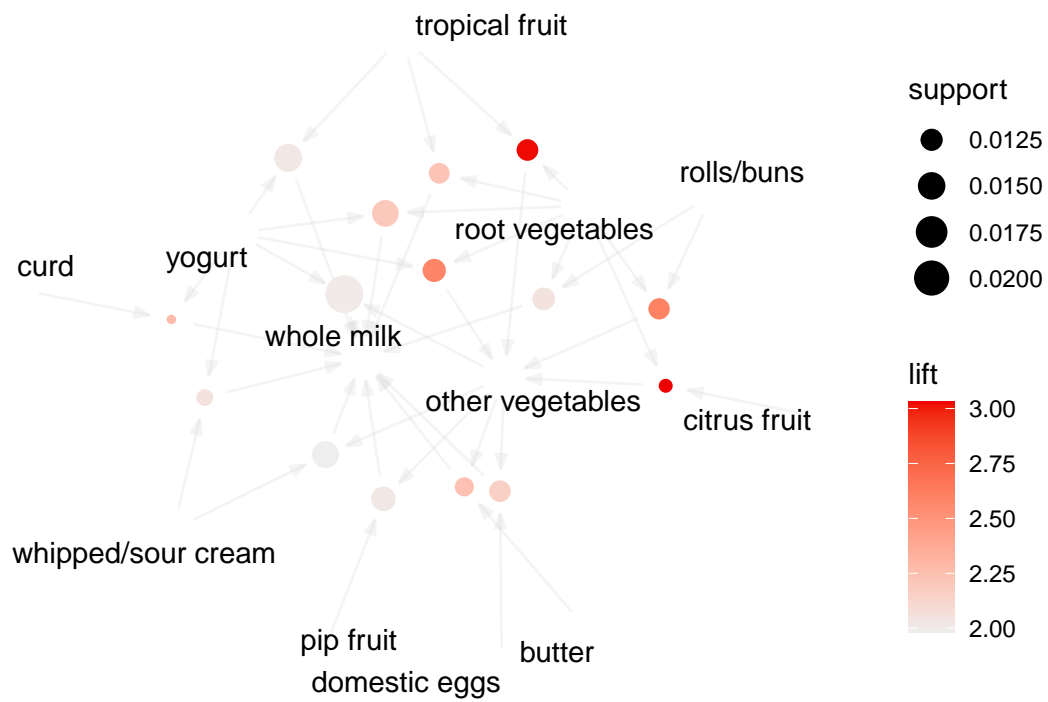 tropical fruit
rolls/buns
root vegetables
yogurt
curd
whole milk
other vegetables
citrus fruit
whipped/sour cream
pip fruit
butter
domestic eggs
support
0.0125
0.0150
0.0175
0.0200
lift
3.00
2.75
2.50
2.25
2.00